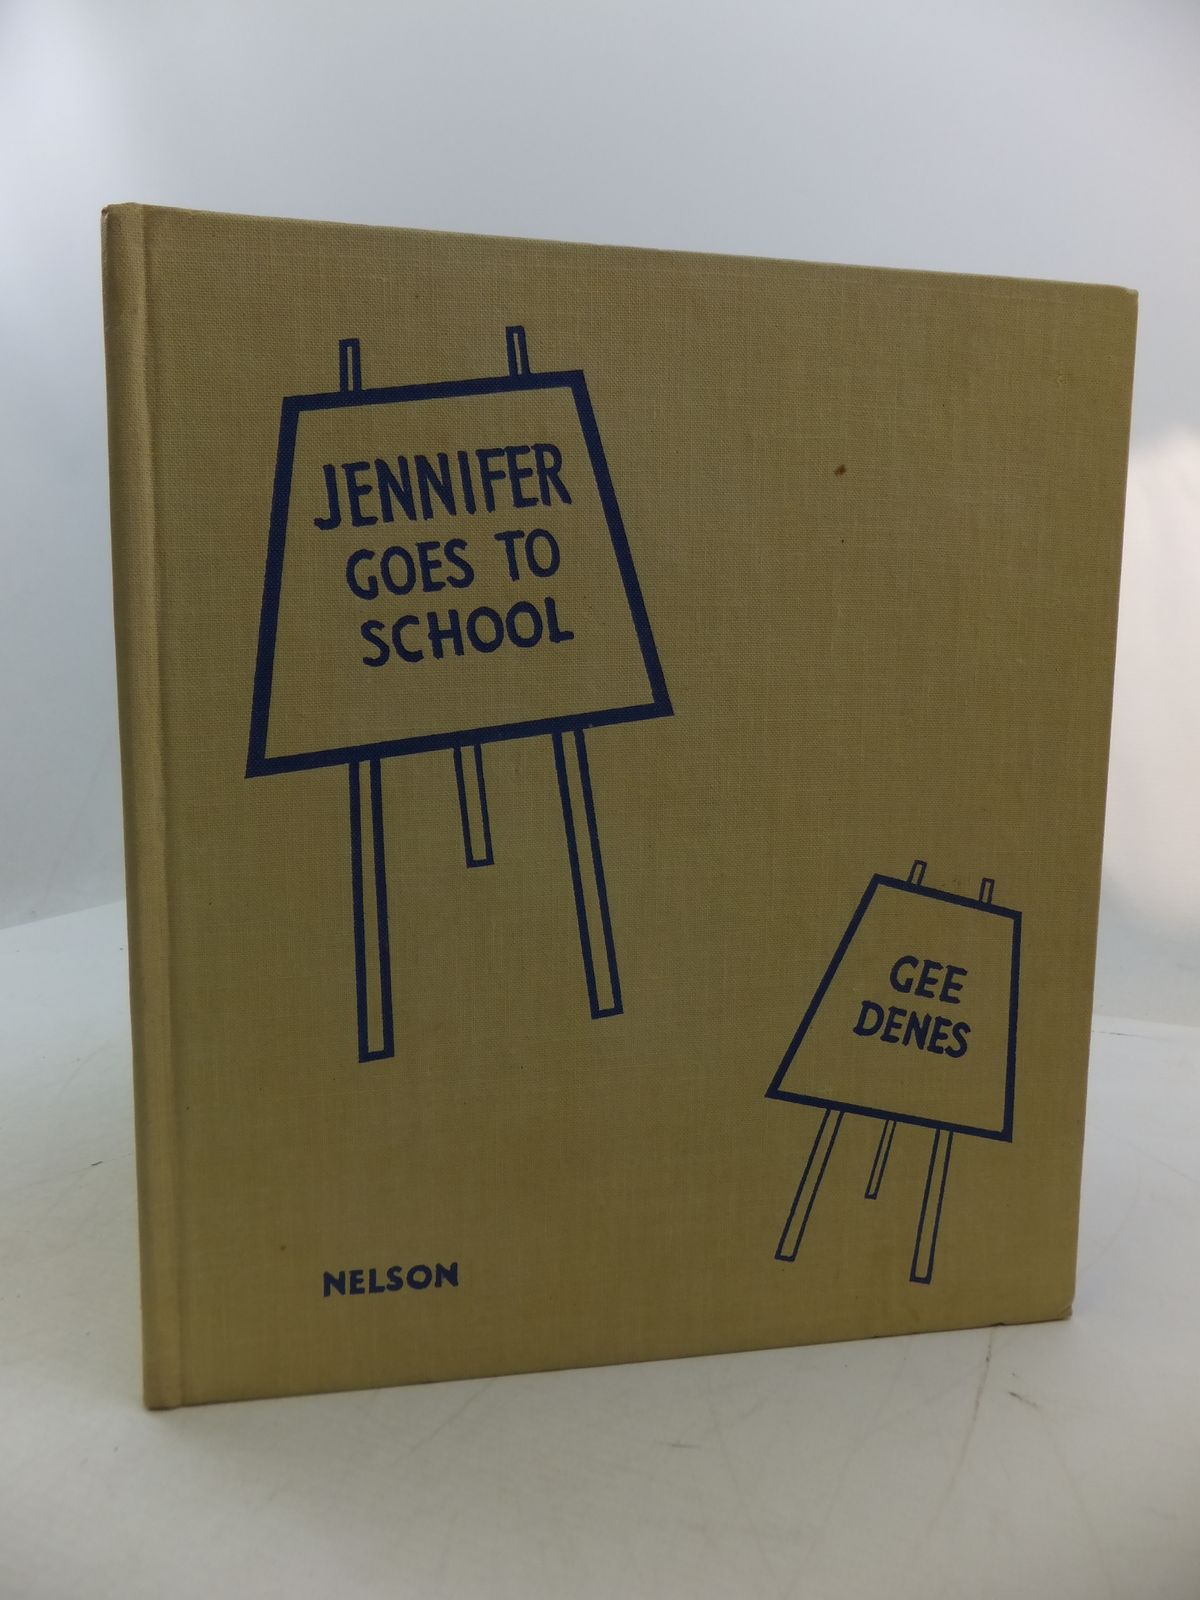 JENNIFER
GOES TO
SCHOOL
GEE
DENES
NELSON